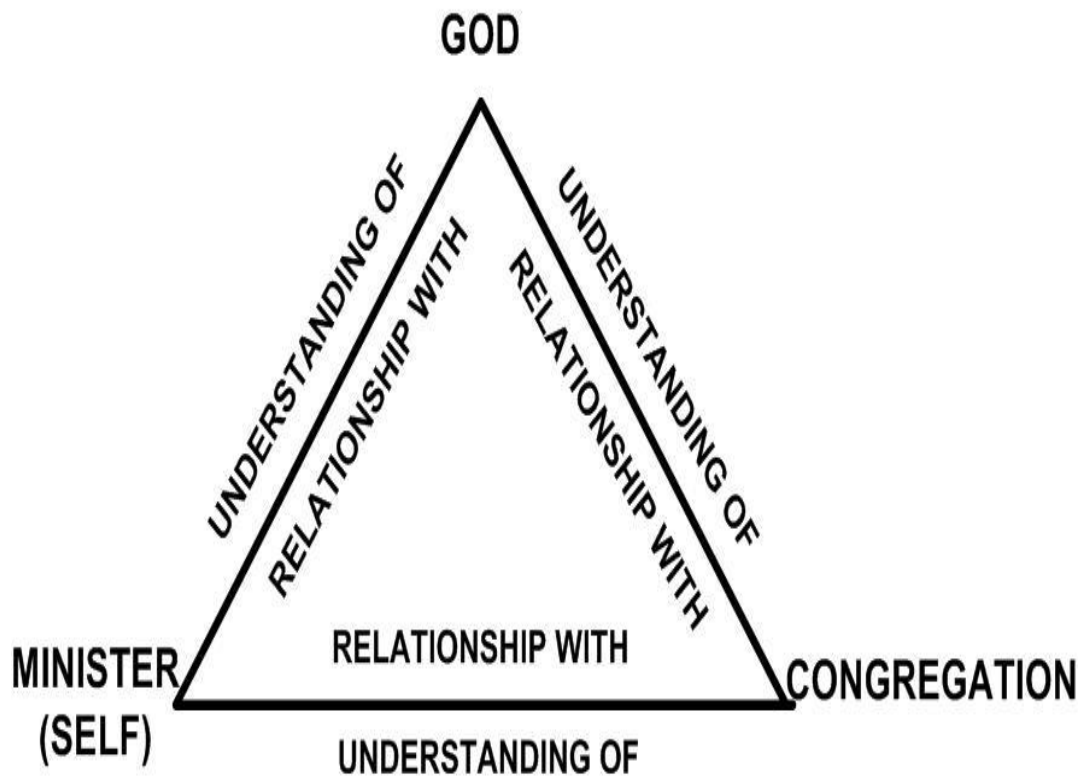 GOD
UNDERSTANDING OF
RELATIONSHIP WITH
RELATIONSHIP WITH
UNDERSTANDING OF
MINISTER
(SELF)
RELATIONSHIP WITH
CONGREGATION
UNDERSTANDING OF